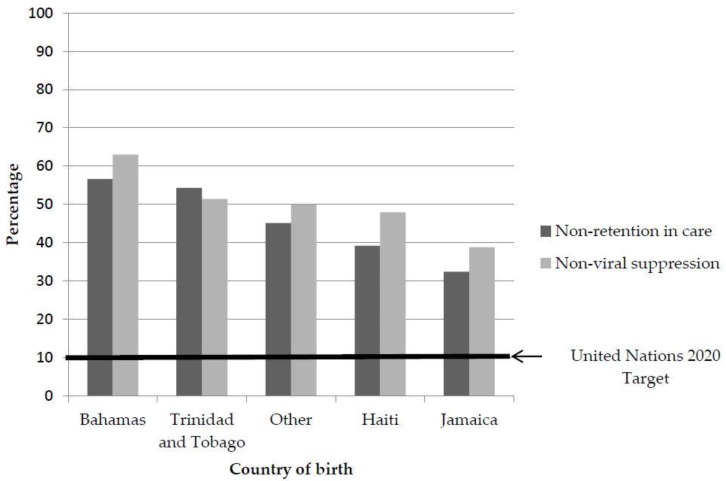 Percentage
100
90
80
70
60
50
40
30
20
10
0
Bahamas
Trinidad
and Tobago
Other
Haiti
Jamaica
Country of birth
Non-retention in care
Non-viral suppression
United Nations 2020
Target